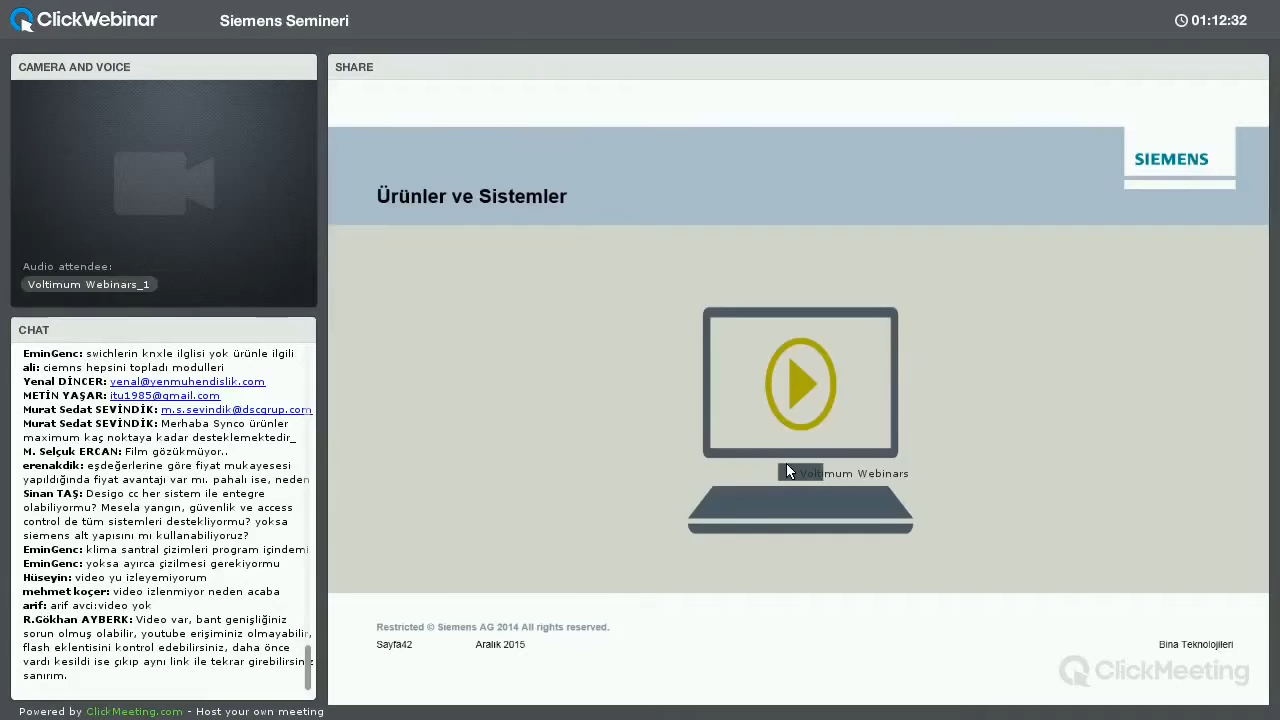 ClickWebinar
Siemens Semineri
01:12:32
CAMERA AND VOICE
Audio attendee:
Voltimum Webinars_1
CHAT
EminGenc: swichlerin knxle ilglisi yok ürünle ilgili
ali: ciemns hepsini topladı modulleri
Yenal DİNCER: yenal@yenmuhendislik.com
METİN YAŞAR: itu1985@gmail.com
Murat Sedat SEVİNDİK: m.s.sevindik@dscgrup.com
Murat Sedat SEVİNDİK: Merhaba Synco ürünler
maximum kaç noktaya kadar desteklemektedir_
M. Selçuk ERCAN: Film gözükmüyor..
erenakdik: eşdeğerlerine göre fiyat mukayesesi
yapıldığında fiyat avantajı var mı. pahalı ise, neden
Sinan TAŞ: Desigo cc her sistem ile entegre
olabiliyormu? Mesela yangın, güvenlik ve access
control de tüm sistemleri destekliyormu? yoksa
siemens alt yapısını mı kullanabiliyoruz?
EminGenc: klima santral çizimleri program içindemi
EminGenc: yoksa ayırca çizilmesi gerekiyormu
Hüseyin: video yu izleyemiyorum
mehmet koçer: video izlenmiyor neden acaba
arif: arif avci:video yok
R.Gökhan AYBERK: Video var, bant genişliğiniz
sorun olmuş olabilir, youtube erişiminiz olmayabilir,
flash eklentisini kontrol edebilirsiniz, daha önce
vardı kesildi ise çıkıp aynı link ile tekrar girebilirsiniz
sanırım.
Powered by ClickMeeting.com - Host your own meeting
SHARE
SIEMENS
Ürünler ve Sistemler
Voltimum Webinars
Restricted © Siemens AG 2014 All rights reserved.
Sayfa42 Aralık 2015 Bina Teknolojileri
ClickMeeting